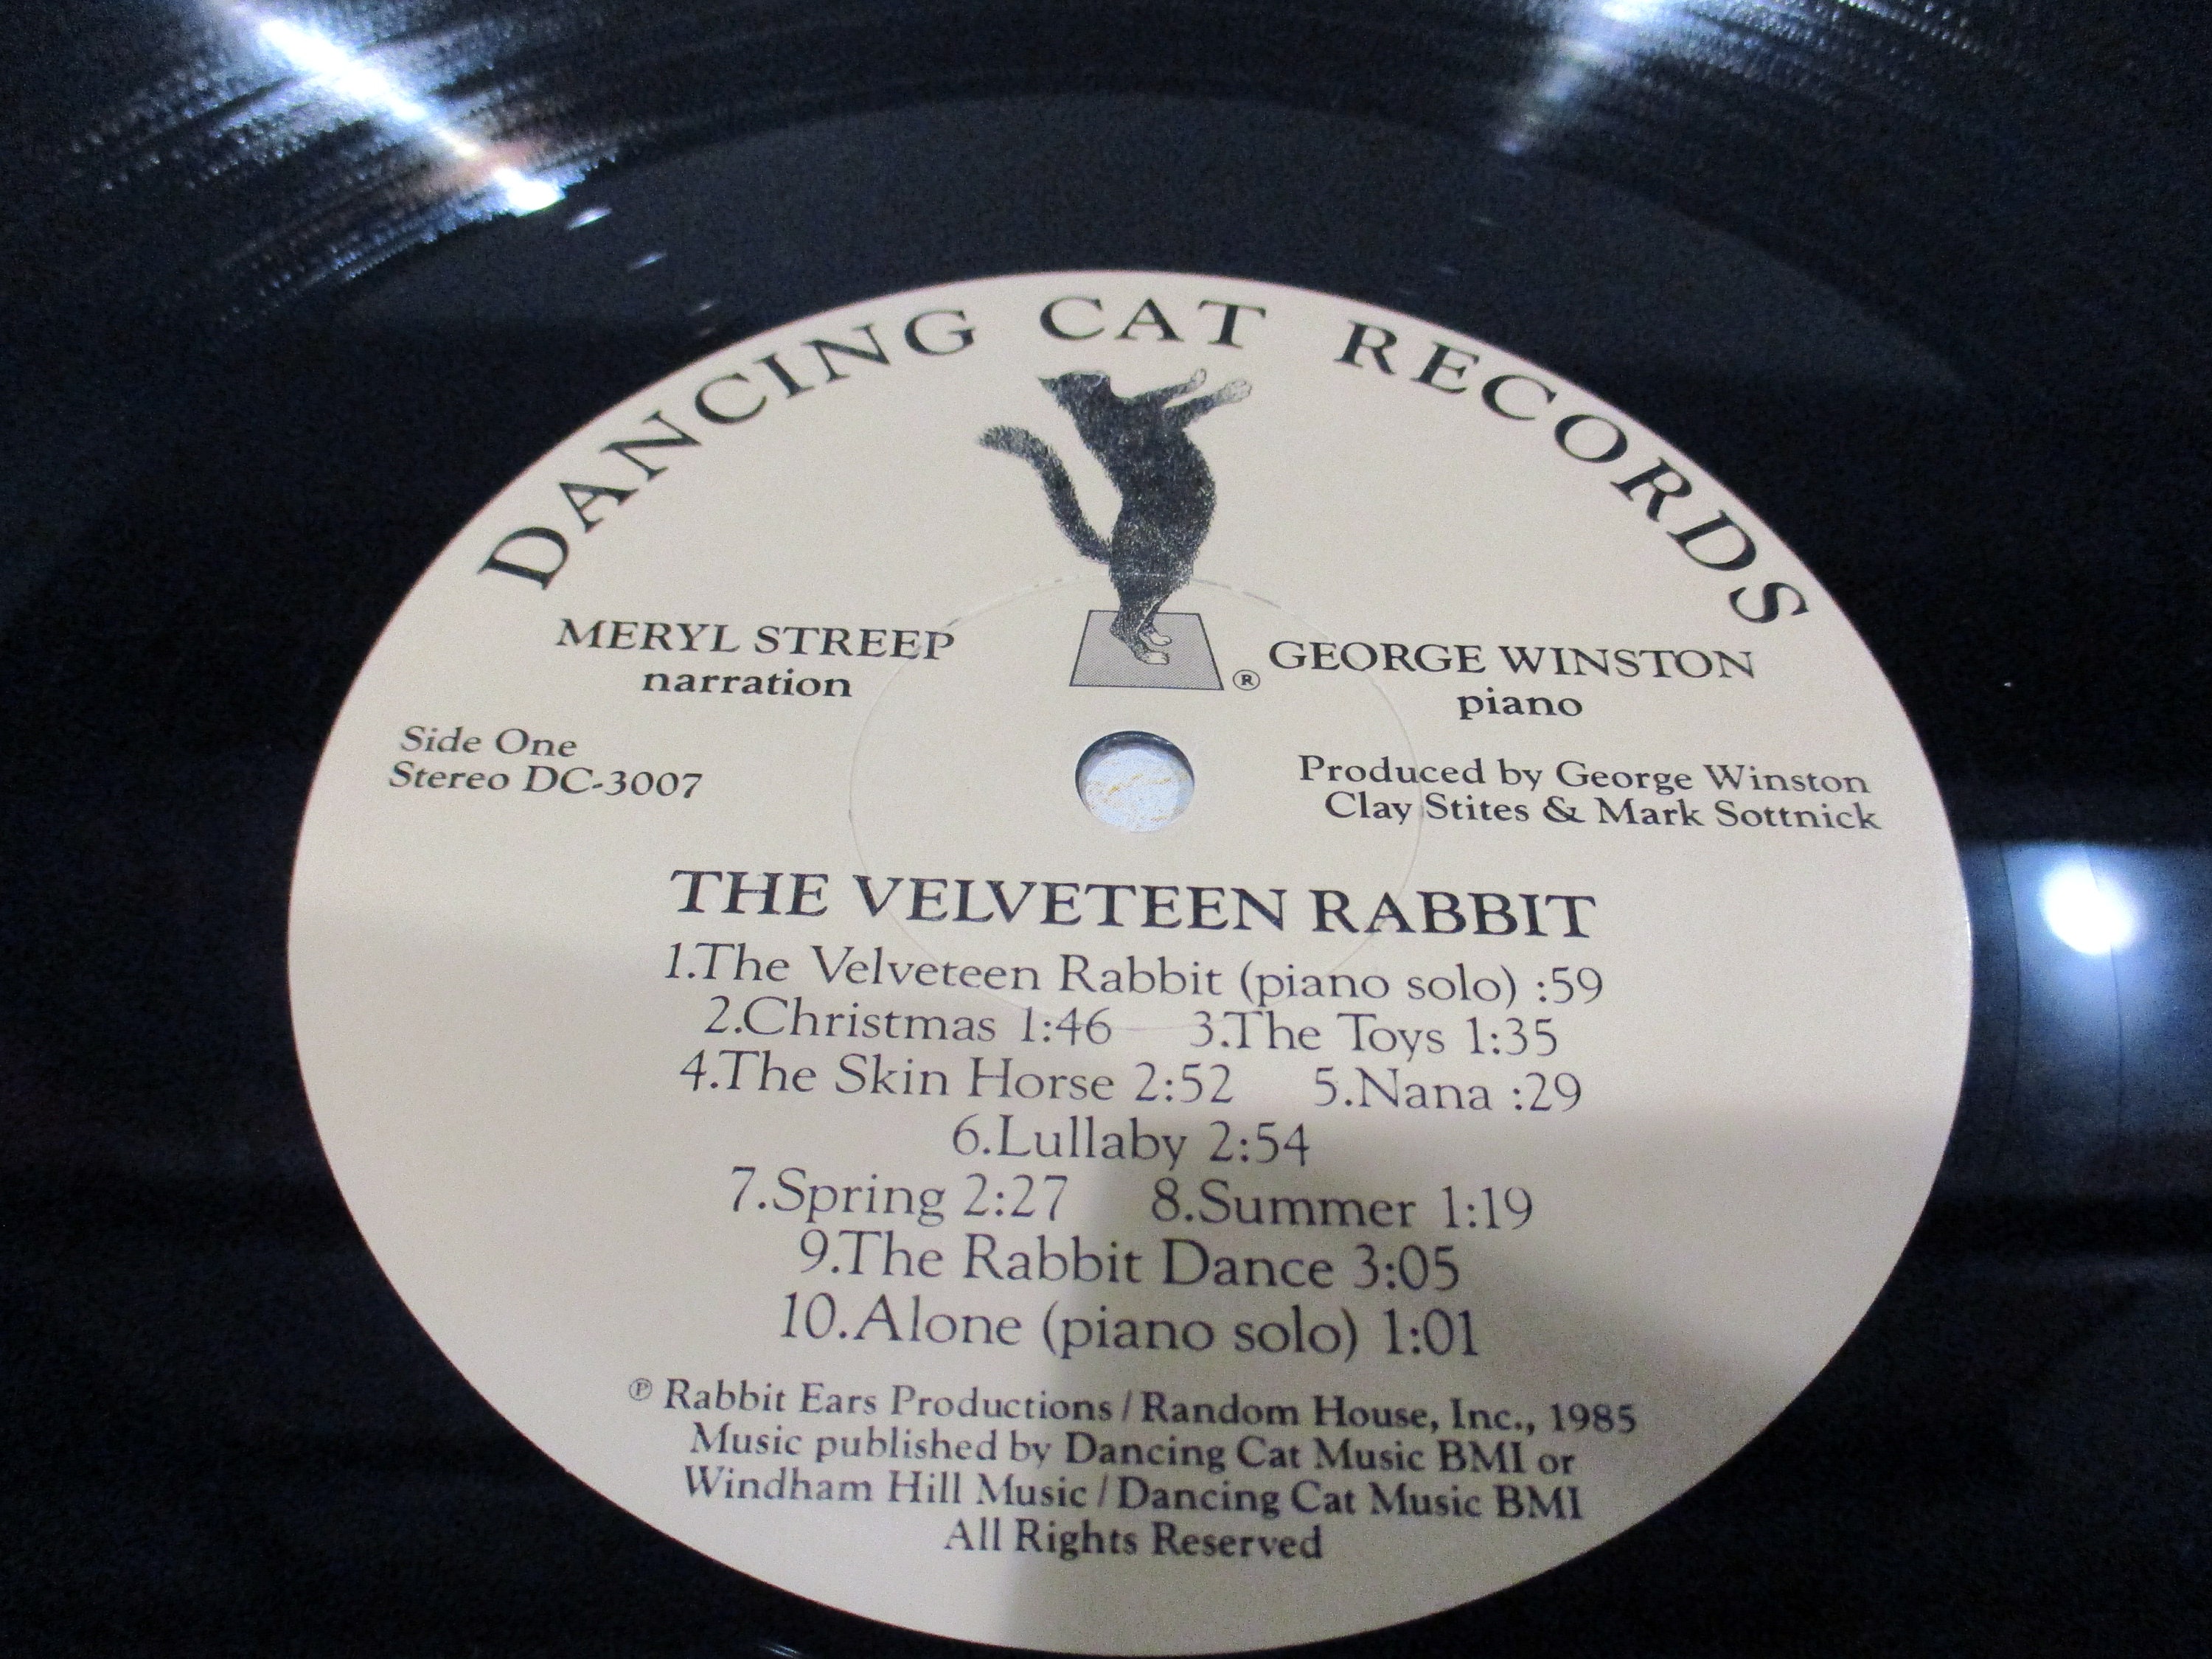 DANCING CAT RECORDS
MERYL STREEP
narration
®
GEORGE WINSTON
piano
Side One
Stereo DC-3007
Produced by George Winston
Clay Stites & Mark Sottnick
THE VELVETEEN RABBIT
1.The Velveteen Rabbit (piano solo) :59
2.Christmas 1:46 3.The Toys 1:35
4.The Skin Horse 2:52 5.Nana :29
6.Lullaby 2:54
7.Spring 2:27 8.Summer 1:19
9.The Rabbit Dance 3:05
10.Alone (piano solo) 1:01
℗ Rabbit Ears Productions / Random House, Inc., 1985
Music published by Dancing Cat Music BMI or
Windham Hill Music / Dancing Cat Music BMI
All Rights Reserved